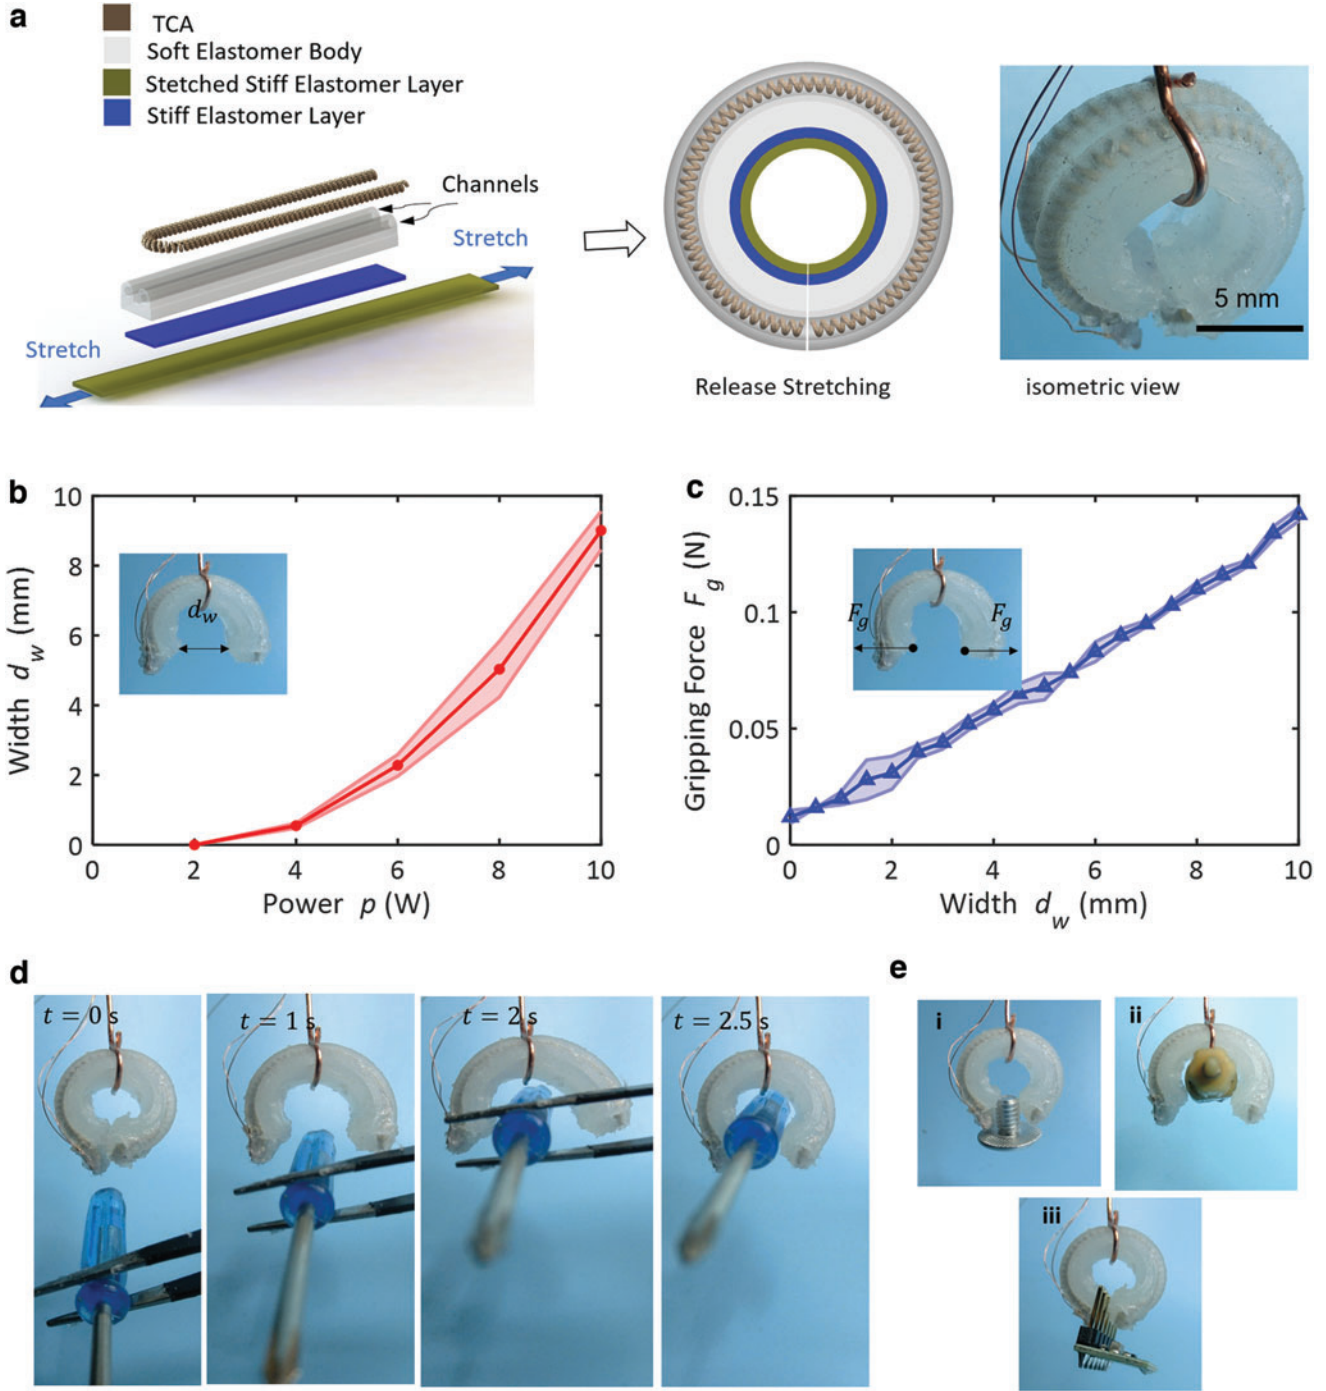 a
TCA
Soft Elastomer Body
Stetched Stiff Elastomer Layer
Stiff Elastomer Layer
Channels
Stretch
Stretch
Release Stretching
5 mm
isometric view
b
10
8
6
4
2
0
Width d_w (mm)
d_w
0 2 4 6 8 10
Power p (W)
c
0.15
0.1
0.05
0
Gripping Force F_g (N)
F_g
F_g
0 2 4 6 8 10
Width d_w (mm)
d
t = 0 s
t = 1 s
t = 2 s
t = 2.5 s
e
i
ii
iii